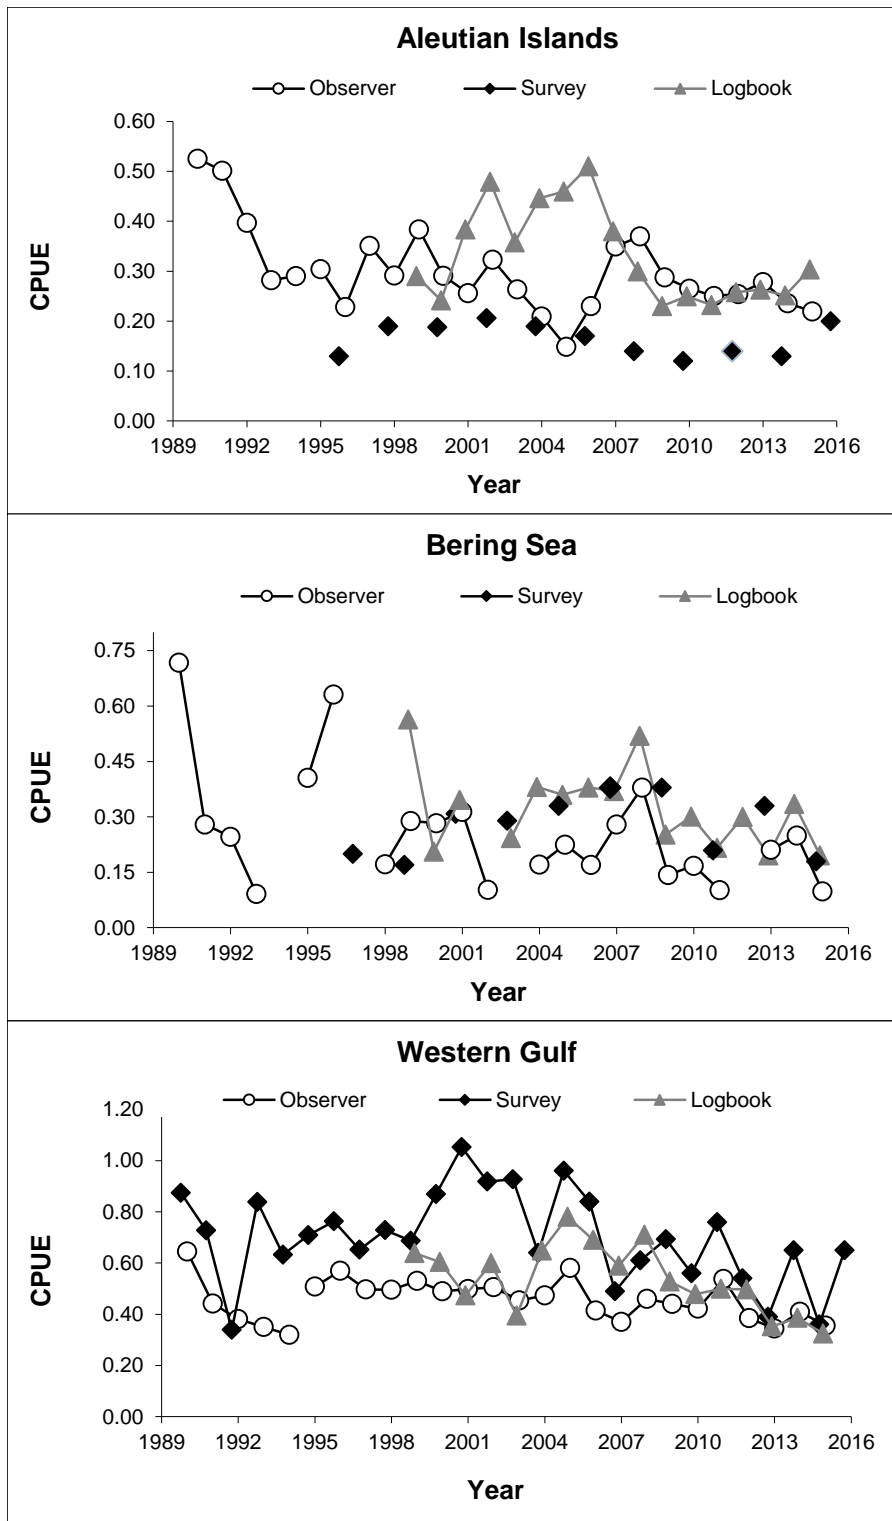 Aleutian Islands
Observer Survey Logbook
0.60
0.50
0.40
0.30
0.20
0.10
0.00
CPUE
1989 1992 1995 1998 2001 2004 2007 2010 2013 2016
Year
Bering Sea
Observer Survey Logbook
0.75
0.60
0.45
0.30
0.15
0.00
CPUE
1989 1992 1995 1998 2001 2004 2007 2010 2013 2016
Year
Western Gulf
Observer Survey Logbook
1.20
1.00
0.80
0.60
0.40
0.20
0.00
CPUE
1989 1992 1995 1998 2001 2004 2007 2010 2013 2016
Year